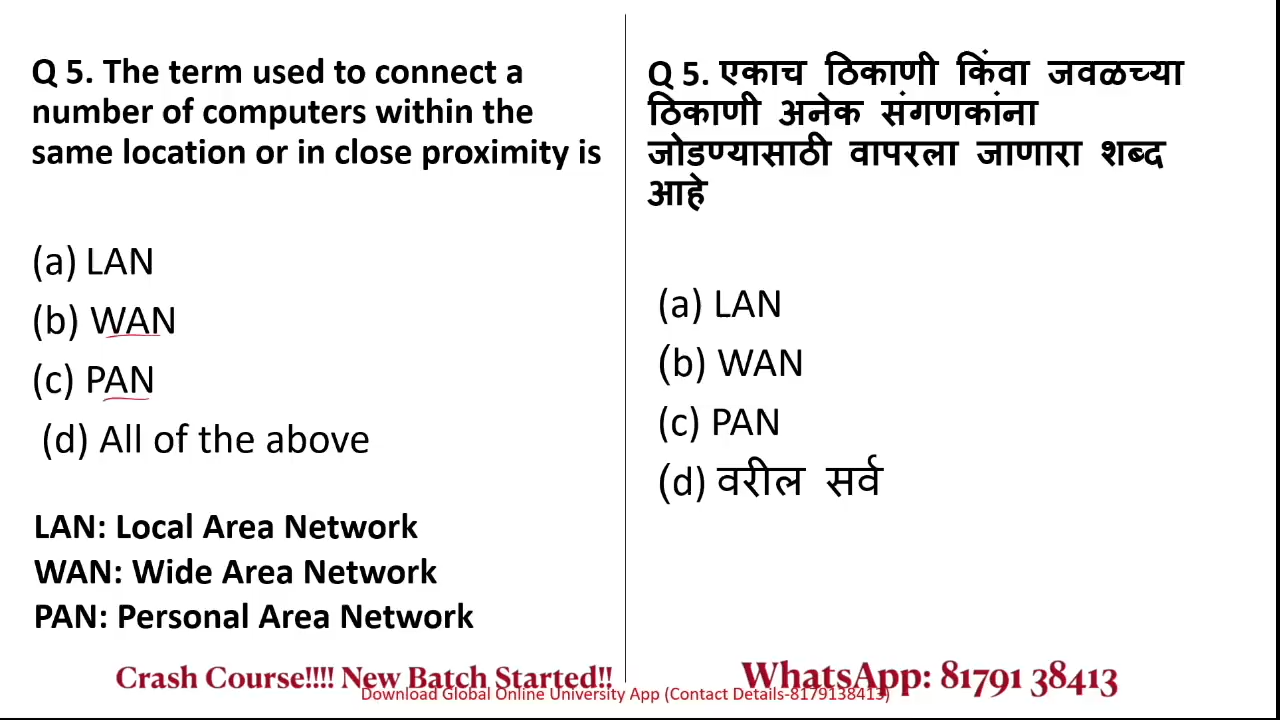 Q 5. The term used to connect a
number of computers within the
same location or in close proximity is
(a) LAN
(b) WAN
(c) PAN
(d) All of the above
LAN: Local Area Network
WAN: Wide Area Network
PAN: Personal Area Network
Q 5. एकाच ठिकाणी किंवा जवळच्या
ठिकाणी अनेक संगणकांना
जोडण्यासाठी वापरला जाणारा शब्द
आहे
(a) LAN
(b) WAN
(c) PAN
(d) वरील सर्व
Crash Course!!!! New Batch Started!!
WhatsApp: 81791 38413
Download Global Online University App (Contact Details-8179138413)